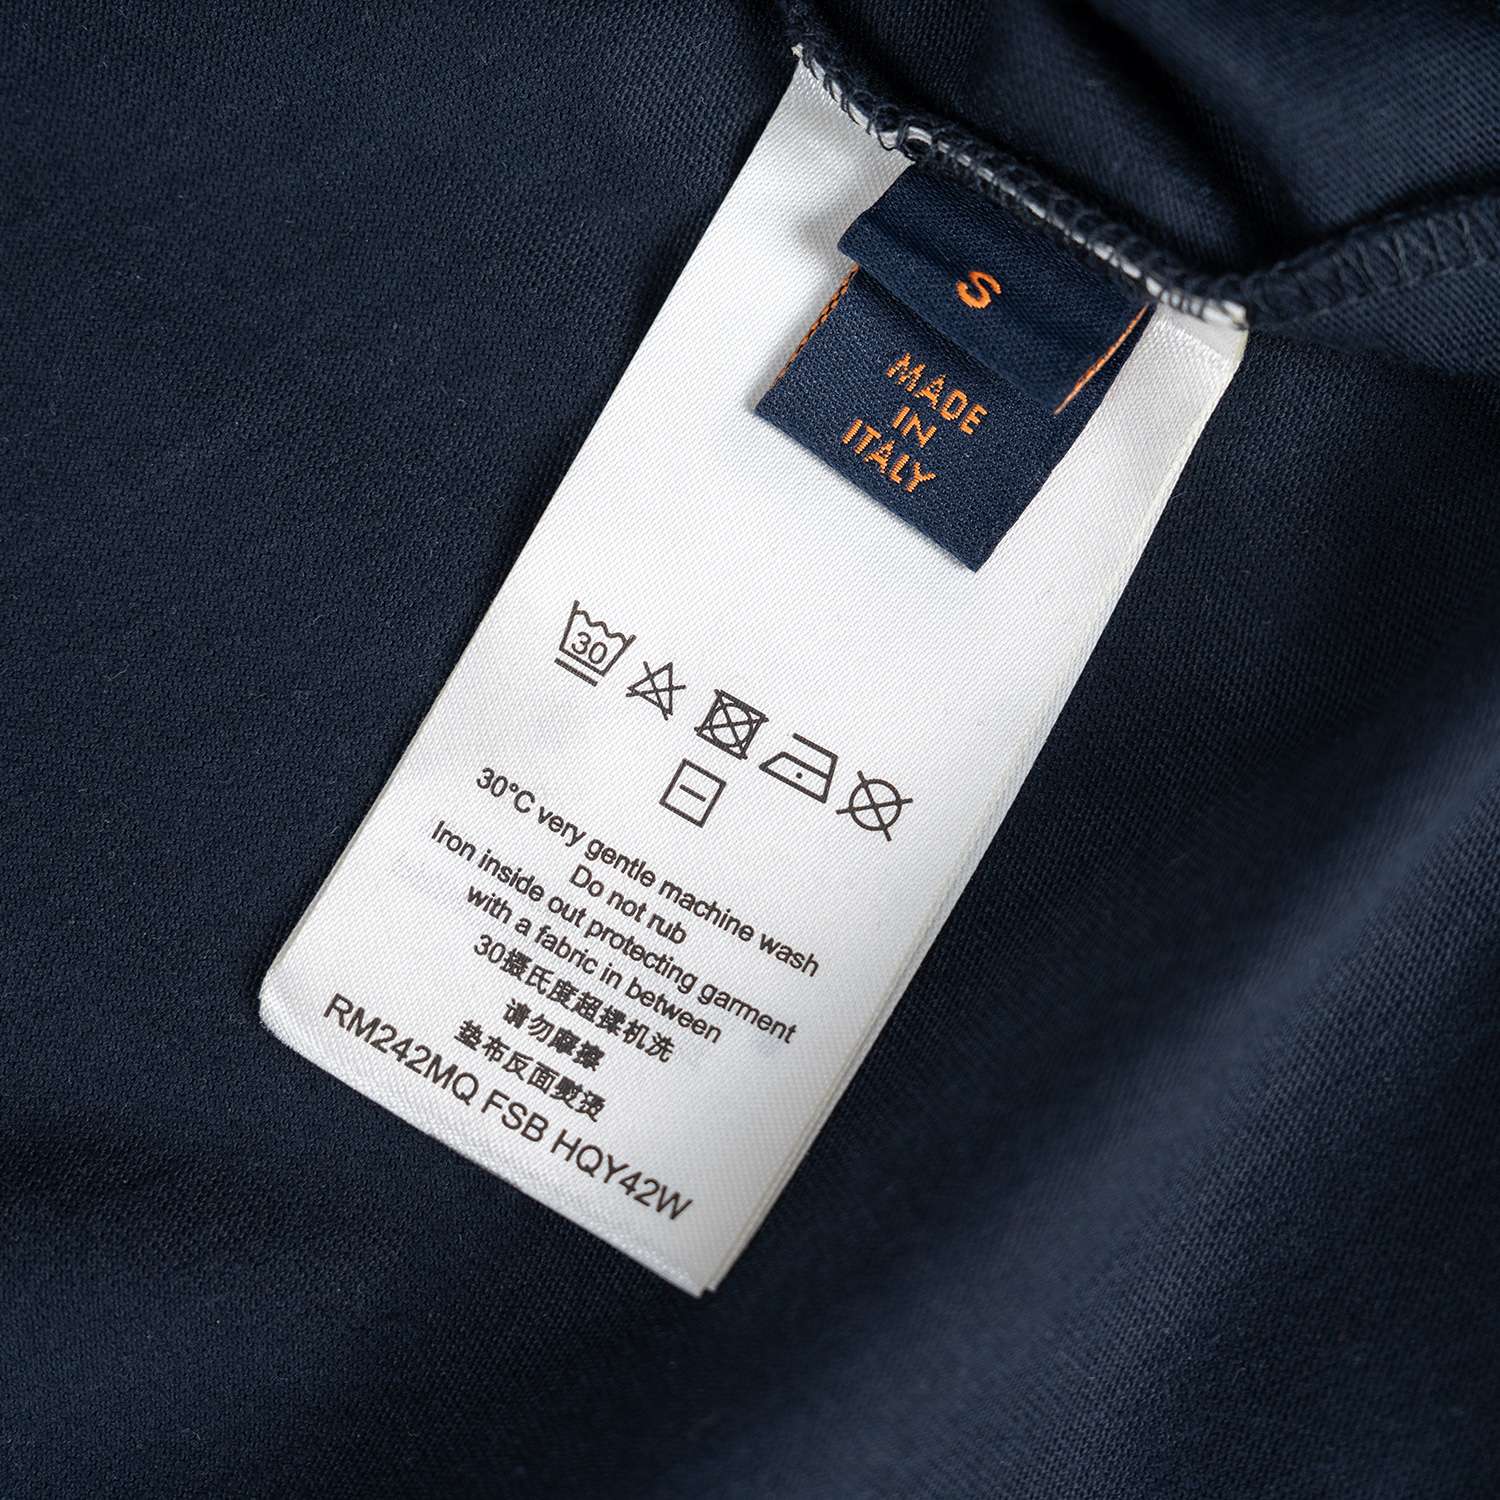 S
MADE
IN
ITALY
30
30°C very gentle machine wash
Do not rub
Iron inside out protecting garment
with a fabric in between
30摄氏度超揉机洗
请勿摩擦
垫布反面熨烫
RM242MQ FSB HQY42W